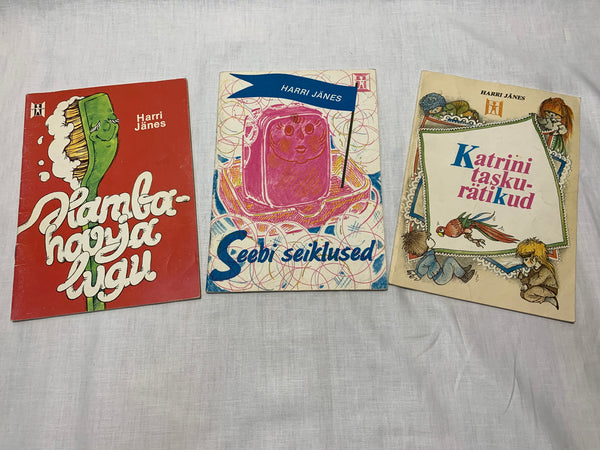 Harri
Jänes
Hamba-
harja
lugu
HARRI JÄNES
Seebi seiklused
HARRI JÄNES
Katrini
tasku-
rätikud